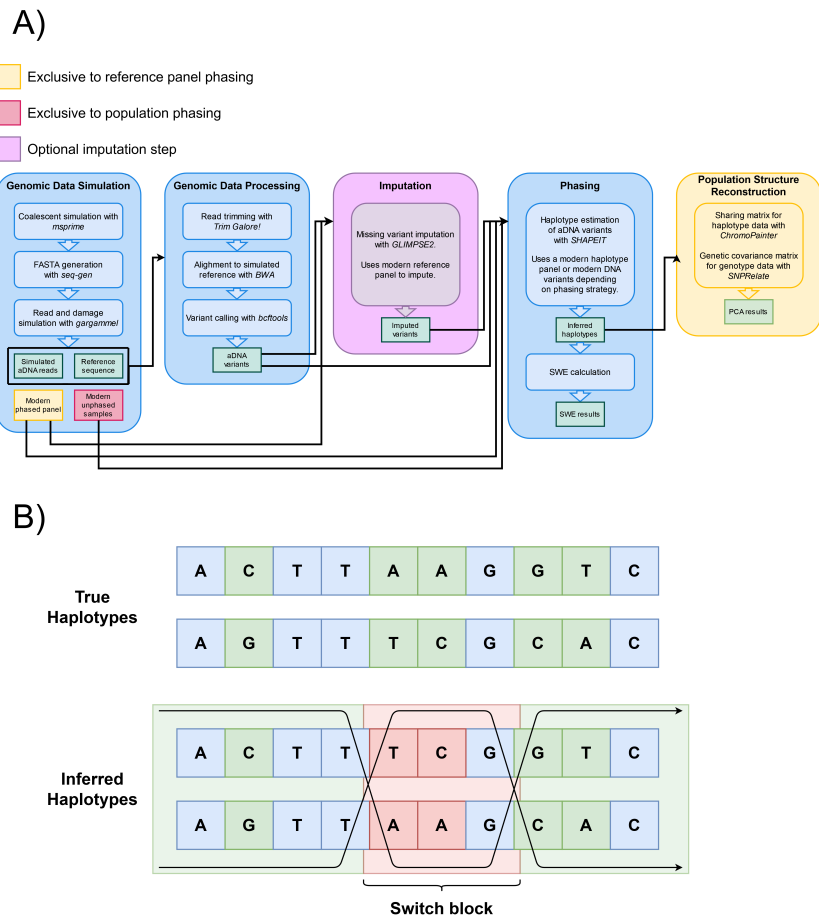 A)
Exclusive to reference panel phasing
Exclusive to population phasing
Optional imputation step
Genomic Data Simulation
Coalescent simulation with
msprime
FASTA generation
with seq-gen
Read and damage
simulation with gargammel
Simulated
aDNA reads
Reference
sequence
Modern
phased panel
Modern
unphased
samples
Genomic Data Processing
Read trimming with
Trim Galore!
Alighment to simulated
reference with BWA
Variant calling with bcftools
aDNA
variants
Imputation
Missing variant imputation
with GLIMPSE2.
Uses modern reference
panel to impute.
Imputed
variants
Phasing
Haplotype estimation
of aDNA variants
with SHAPEIT
Uses a modern haplotype
panel or modern DNA
variants depending
on phasing strategy.
Inferred
haplotypes
SWE calculation
SWE results
Population Structure
Reconstruction
Sharing matrix for
haplotype data with
ChromoPainter
Genetic covariance matrix
for genotype data with
SNPRelate
PCA results
B)
True
Haplotypes
A C T T A A G G T C
A G T T T C G C A C
Inferred
Haplotypes
A C T T T C G G T C
A G T T A A G C A C
Switch block